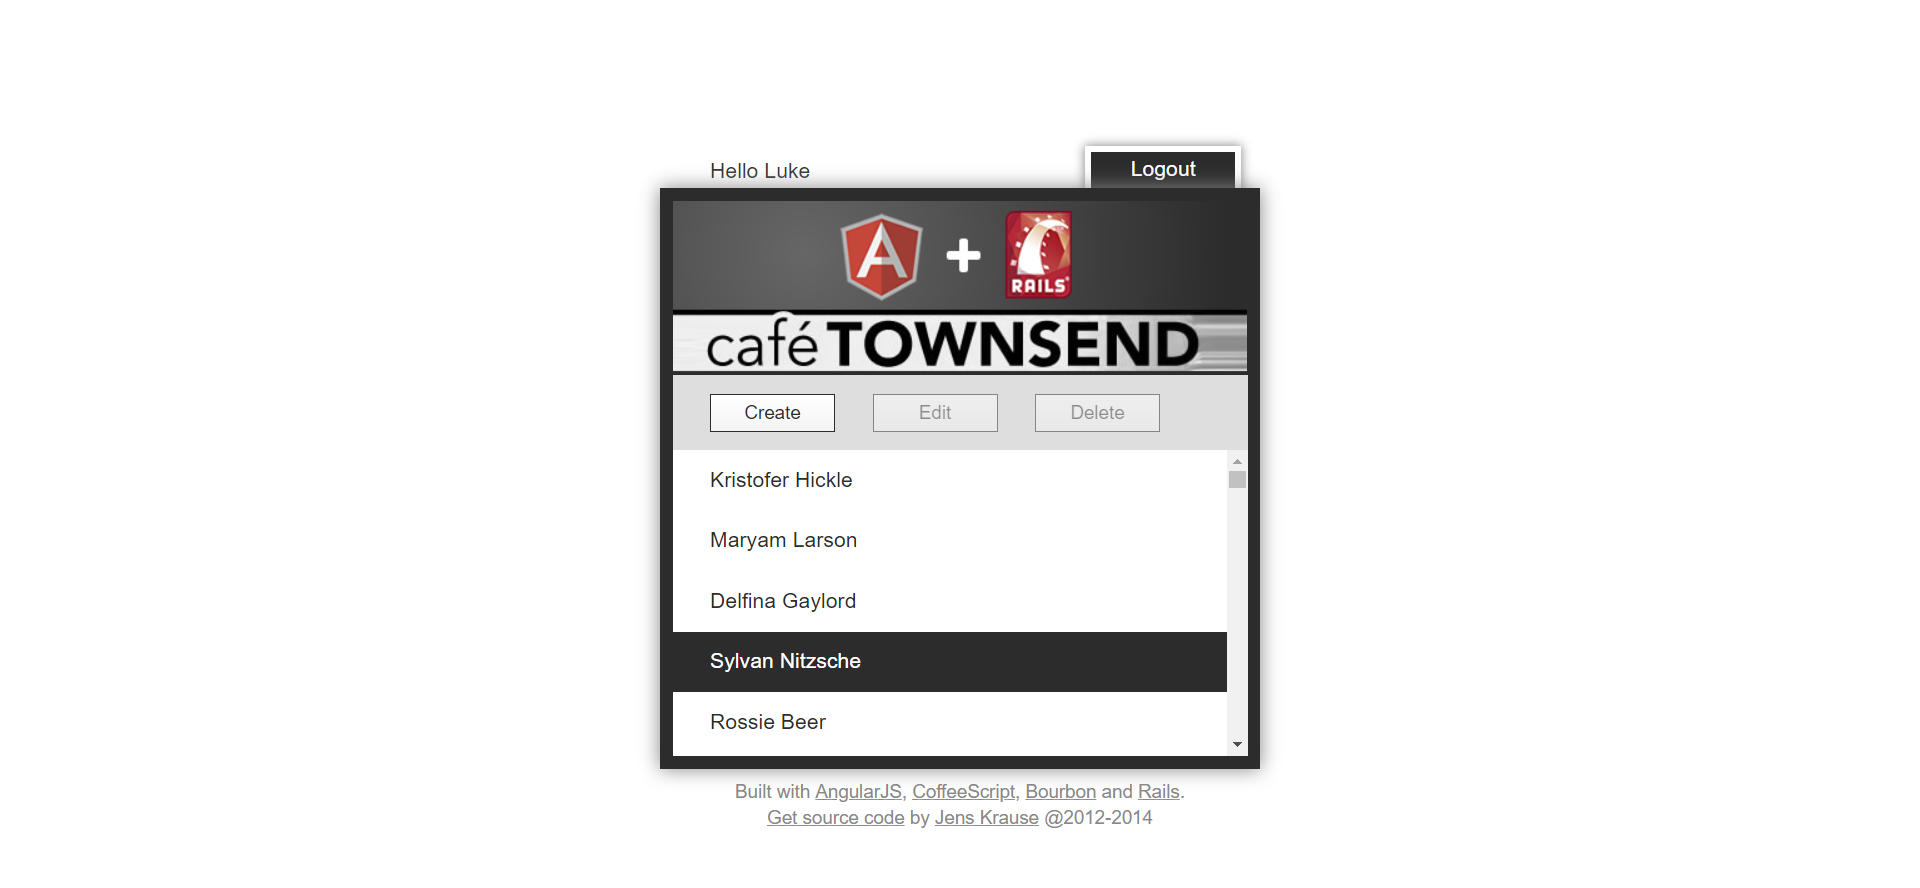 Hello Luke
Logout
A + RAILS
café TOWNSEND
Create Edit Delete
Kristofer Hickle
Maryam Larson
Delfina Gaylord
Sylvan Nitzsche
Rossie Beer
Built with AngularJS, CoffeeScript, Bourbon and Rails.
Get source code by Jens Krause @2012-2014